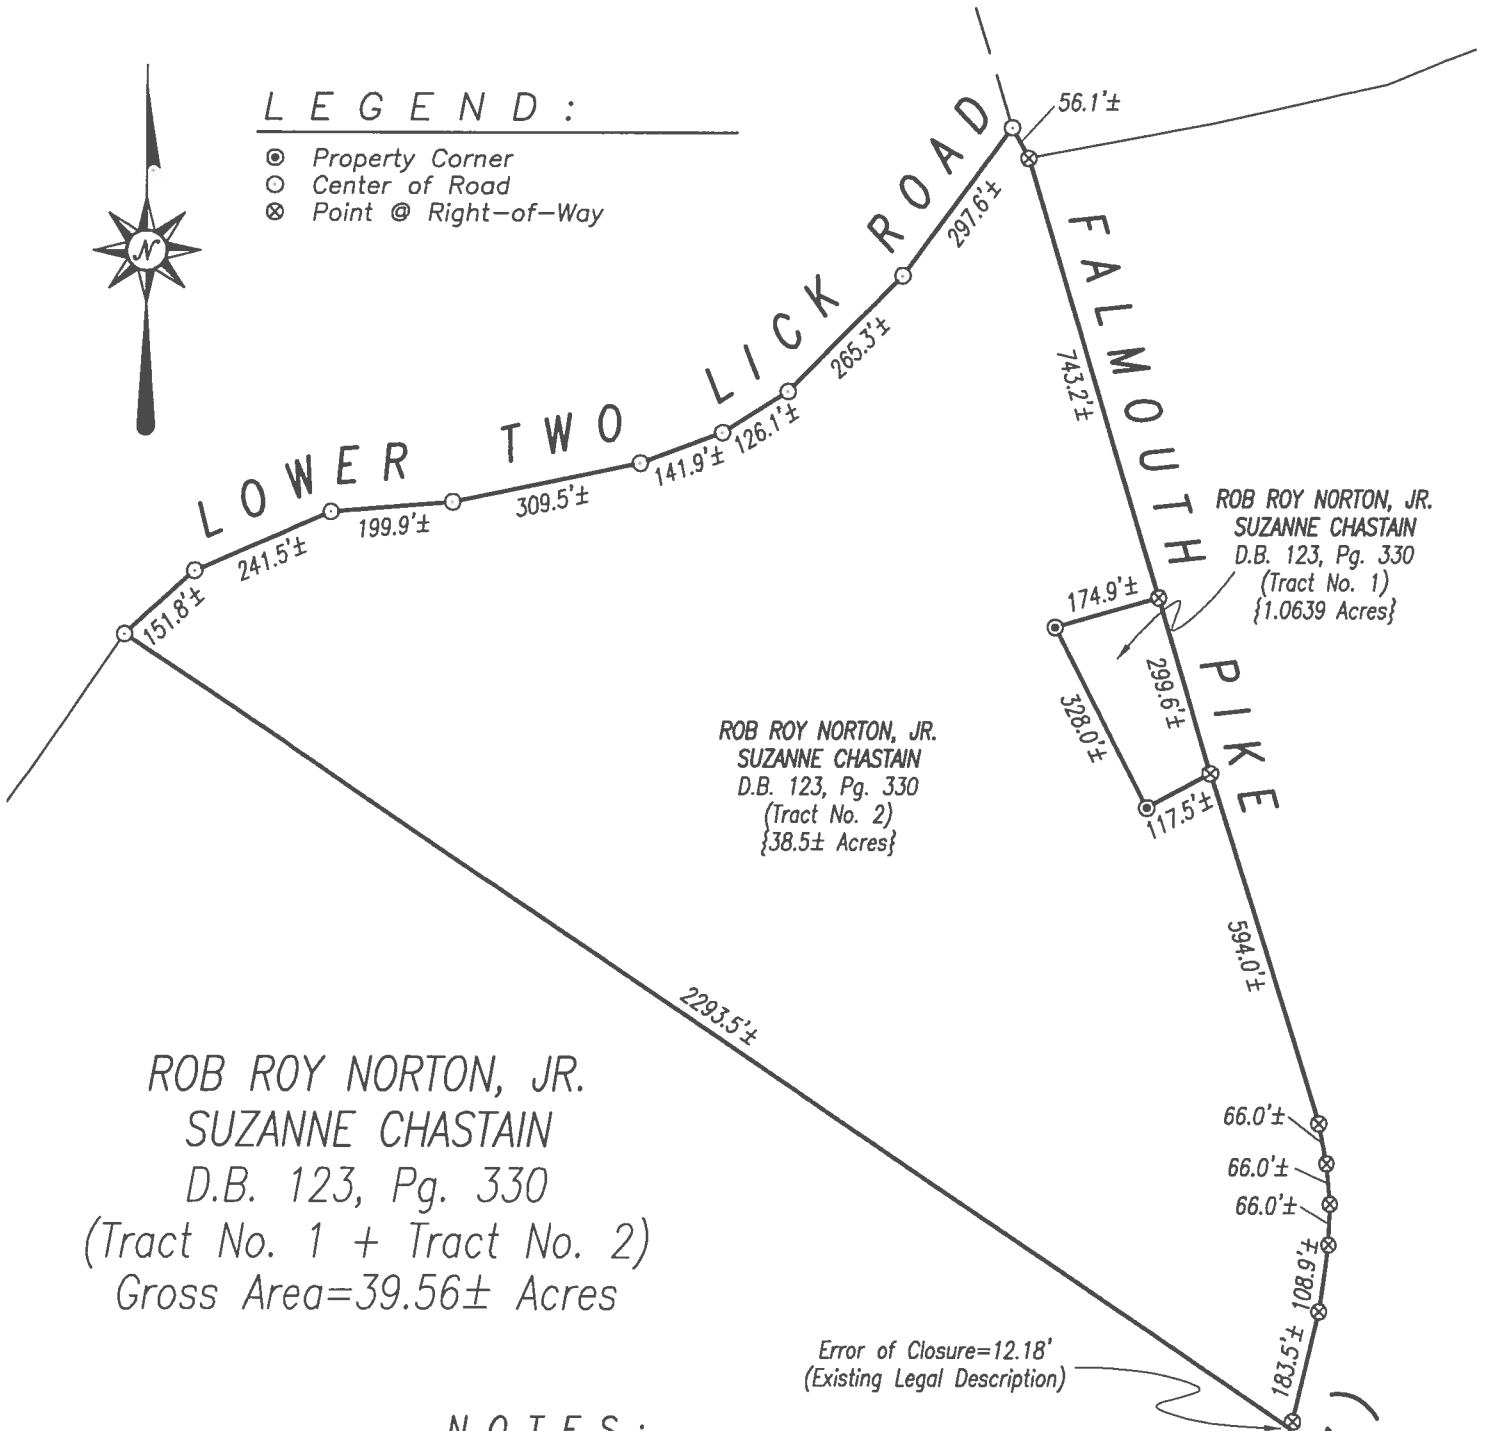 LEGEND:
Property Corner
Center of Road
Point @ Right-of-Way
N
LOWER TWO LICK ROAD
FALMOUTH PIKE
56.1'±
297.6'±
265.3'±
126.1'±
141.9'±
309.5'±
199.9'±
241.5'±
151.8'±
743.2'±
174.9'±
299.6'±
328.0'±
117.5'±
ROB ROY NORTON, JR.
SUZANNE CHASTAIN
D.B. 123, Pg. 330
(Tract No. 1)
{1.0639 Acres}
ROB ROY NORTON, JR.
SUZANNE CHASTAIN
D.B. 123, Pg. 330
(Tract No. 2)
{38.5± Acres}
594.0'±
2293.5'±
66.0'±
66.0'±
66.0'±
108.9'±
183.5'±
ROB ROY NORTON, JR.
SUZANNE CHASTAIN
D.B. 123, Pg. 330
(Tract No. 1 + Tract No. 2)
Gross Area=39.56± Acres
Error of Closure=12.18'
(Existing Legal Description)
NOTES: